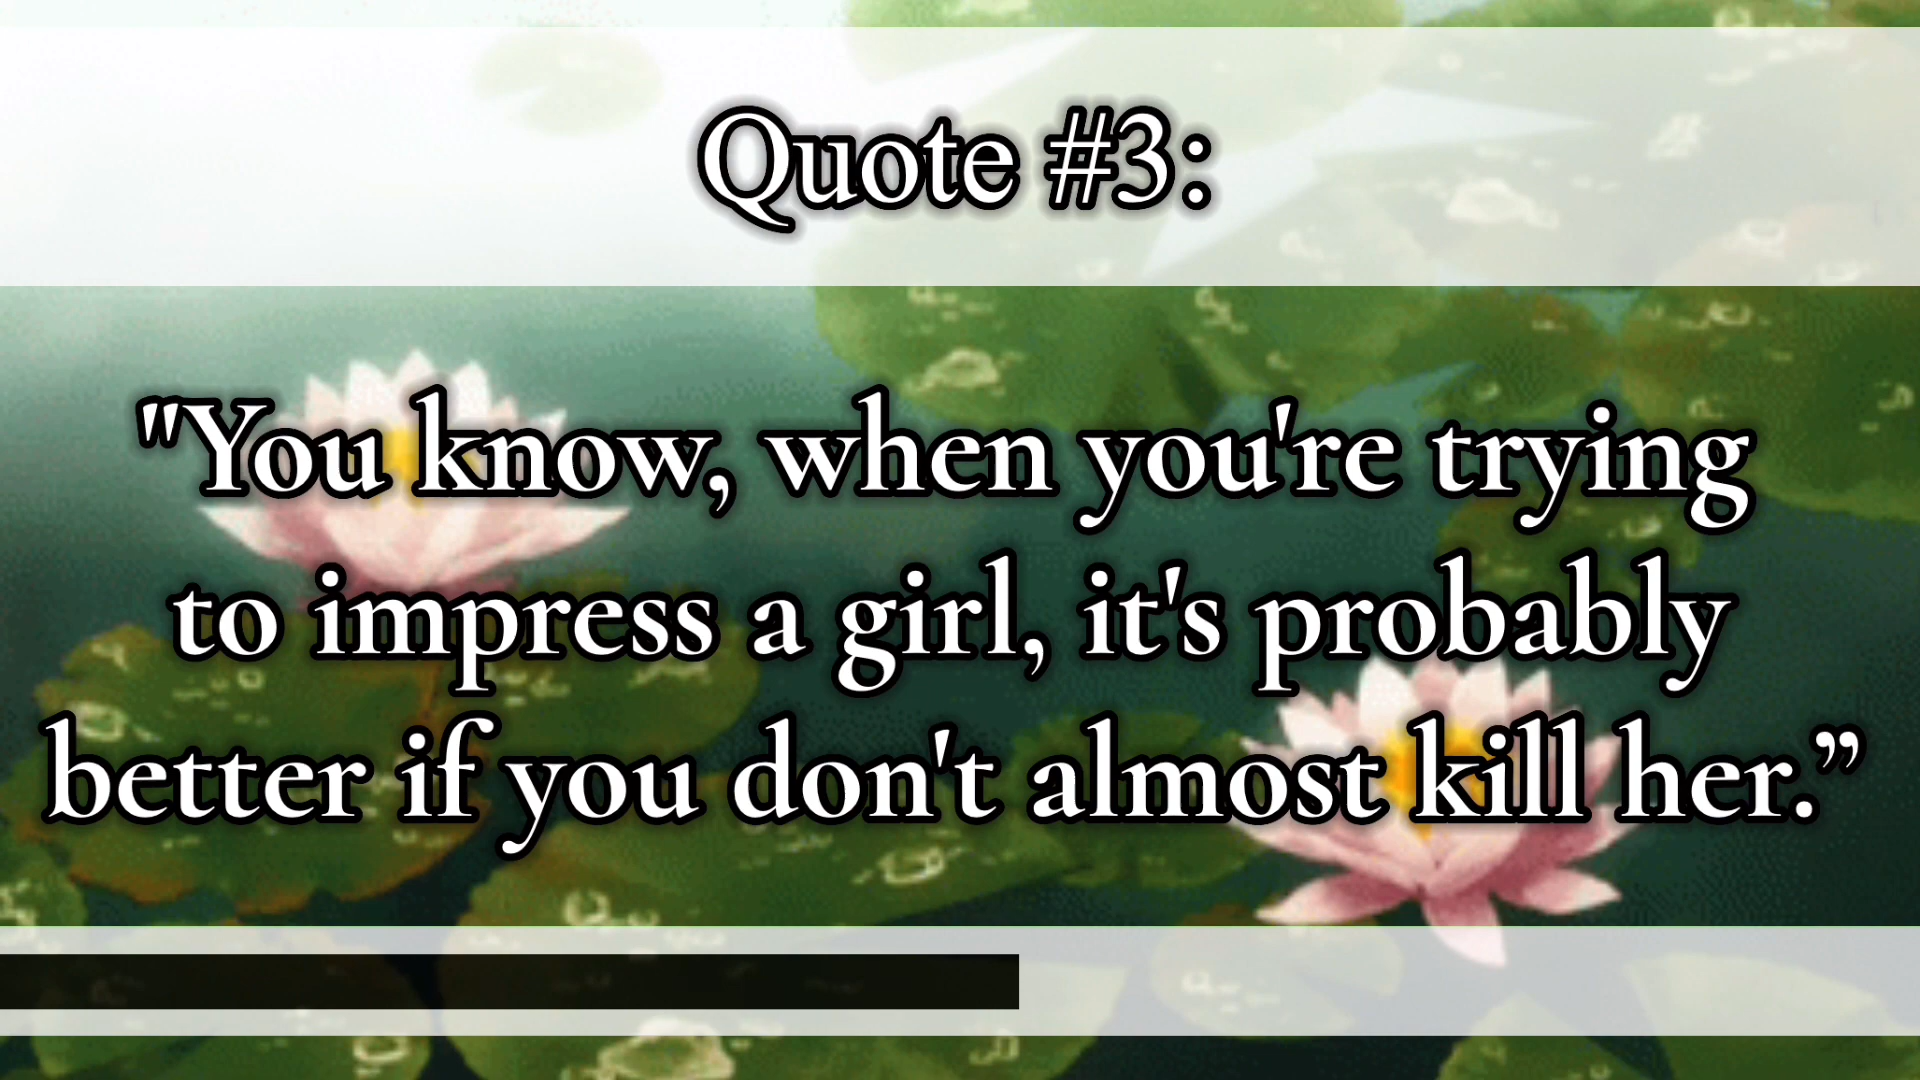 Quote #3:
"You know, when you're trying
to impress a girl, it's probably
better if you don't almost kill her.”